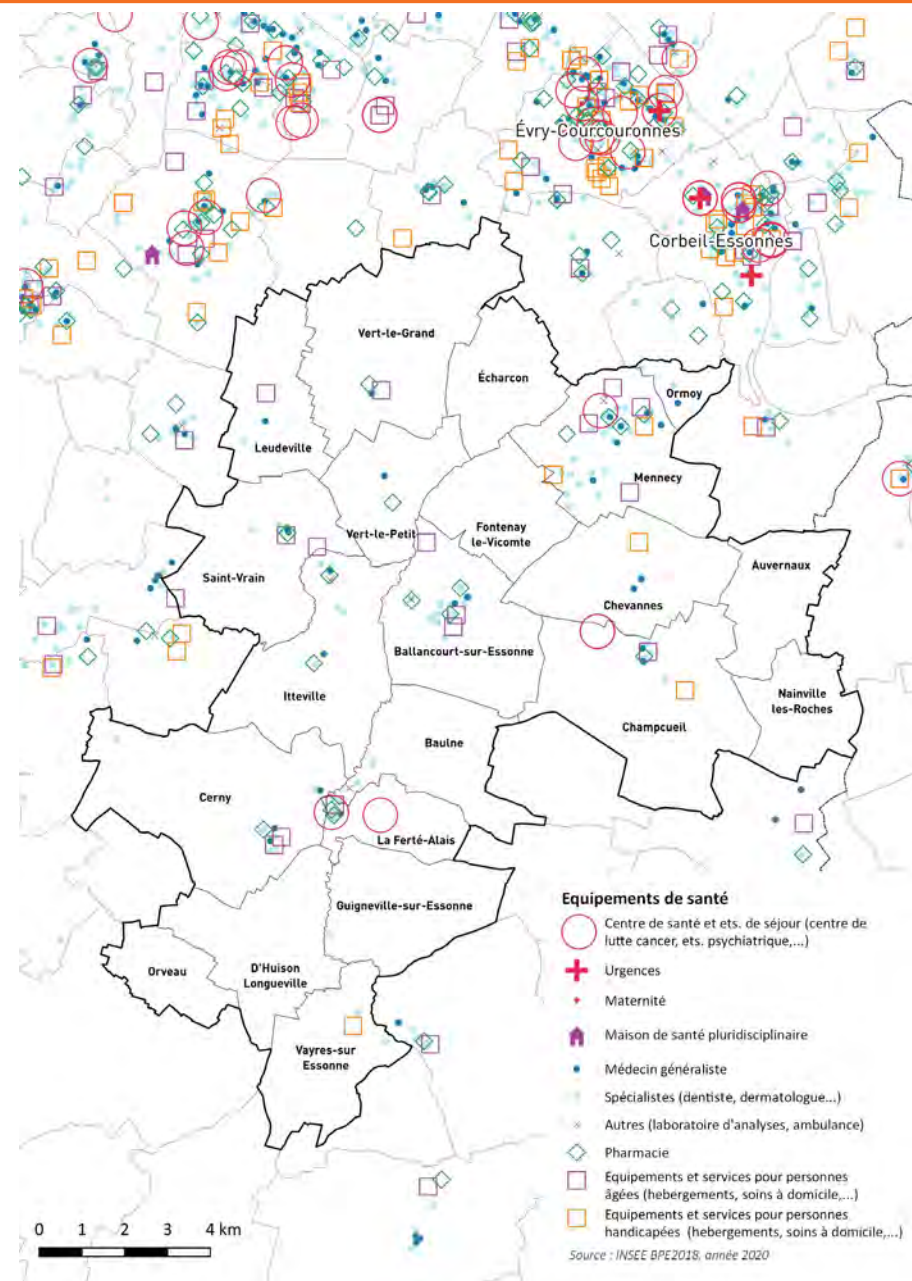 Évry-Courcouronnes
Corbeil-Essonnes
Vert-le-Grand
Écharcon
Ormoy
Leudeville
Mennecy
Vert-le-Petit
Fontenay
le-Vicomte
Auvernaux
Saint-Vrain
Chevannes
Ballancourt-sur-Essonne
Itteville
Nainville
les-Roches
Champcueil
Baulne
Cerny
La Ferté-Alais
Guigneville-sur-Essonne
Orveau
D'Huison
Longueville
Vayres-sur
Essonne
Equipements de santé
Centre de santé et ets. de séjour (centre de
lutte cancer, ets. psychiatrique,...)
Urgences
Maternité
Maison de santé pluridisciplinaire
Médecin généraliste
Spécialistes (dentiste, dermatologue...)
Autres (laboratoire d'analyses, ambulance)
Pharmacie
Equipements et services pour personnes
âgées (hebergements, soins à domicile,...)
Equipements et services pour personnes
handicapées (hebergements, soins à domicile,...)
0 1 2 3 4 km
Source : INSEE BPE2018, année 2020